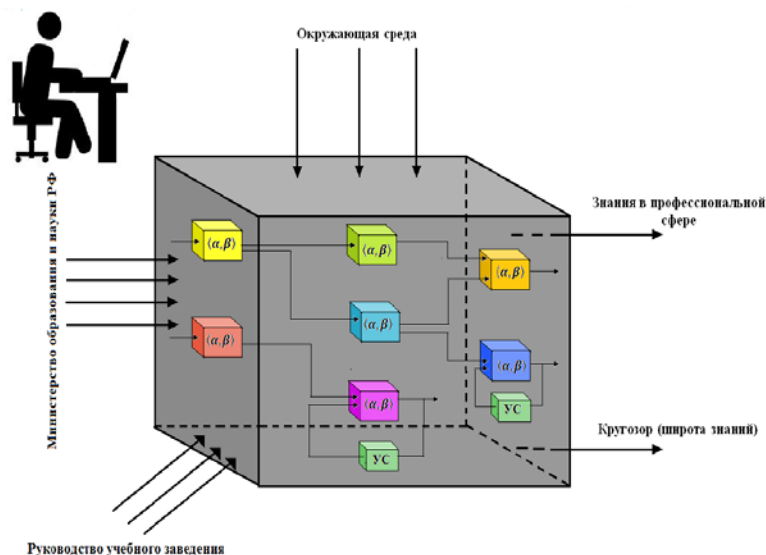 Окружающая среда
Министерство образования и науки РФ
Знания в профессиональной
сфере
(α,β)
(α,β)
(α,β)
(α,β)
(α,β)
(α,β)
(α,β)
УС
УС
Кругозор (широта знаний)
Руководство учебного заведения